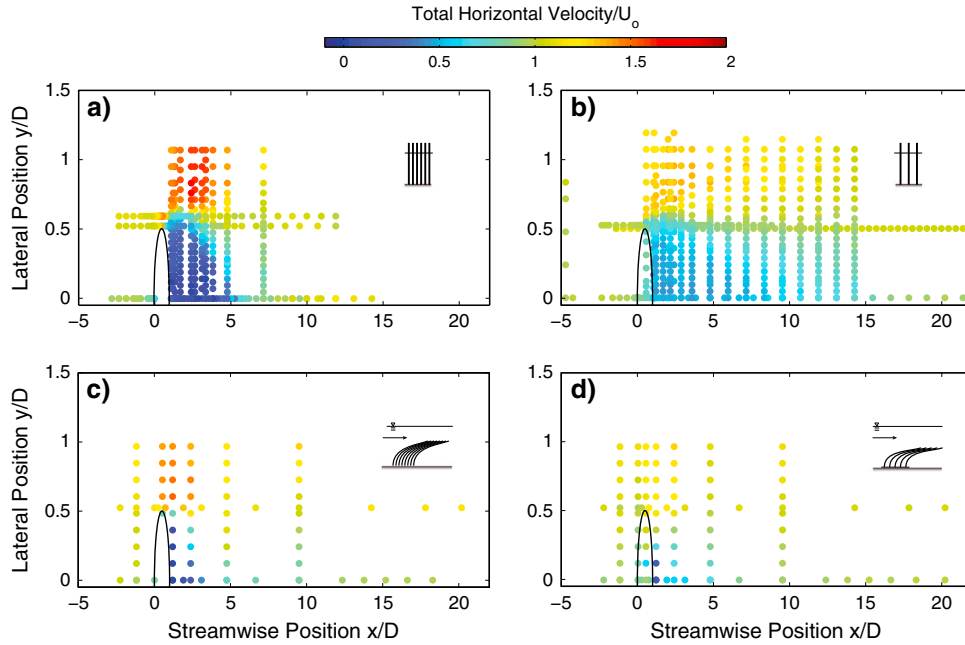 Total Horizontal Velocity/U_o
0 0.5 1 1.5 2
a)
b)
Lateral Position y/D
1.5
1
0.5
0
−5 0 5 10 15 20
1.5
1
0.5
0
−5 0 5 10 15 20
c)
d)
Lateral Position y/D
1.5
1
0.5
0
−5 0 5 10 15 20
Streamwise Position x/D
1.5
1
0.5
0
−5 0 5 10 15 20
Streamwise Position x/D